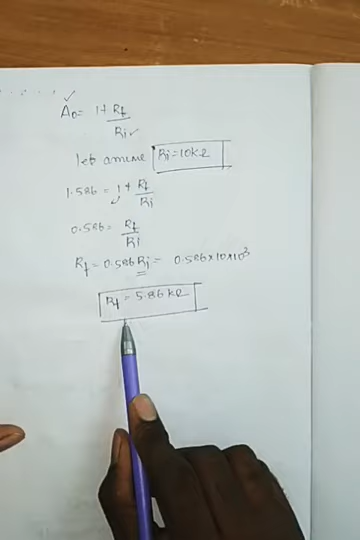 A₀ = 1 + Rf/Ri
let assume Ri = 10KΩ
1.586 = 1 + Rf/Ri
0.586 = Rf/Ri
Rf = 0.586 Ri = 0.586 × 10 × 10³
Rf = 5.86 KΩ